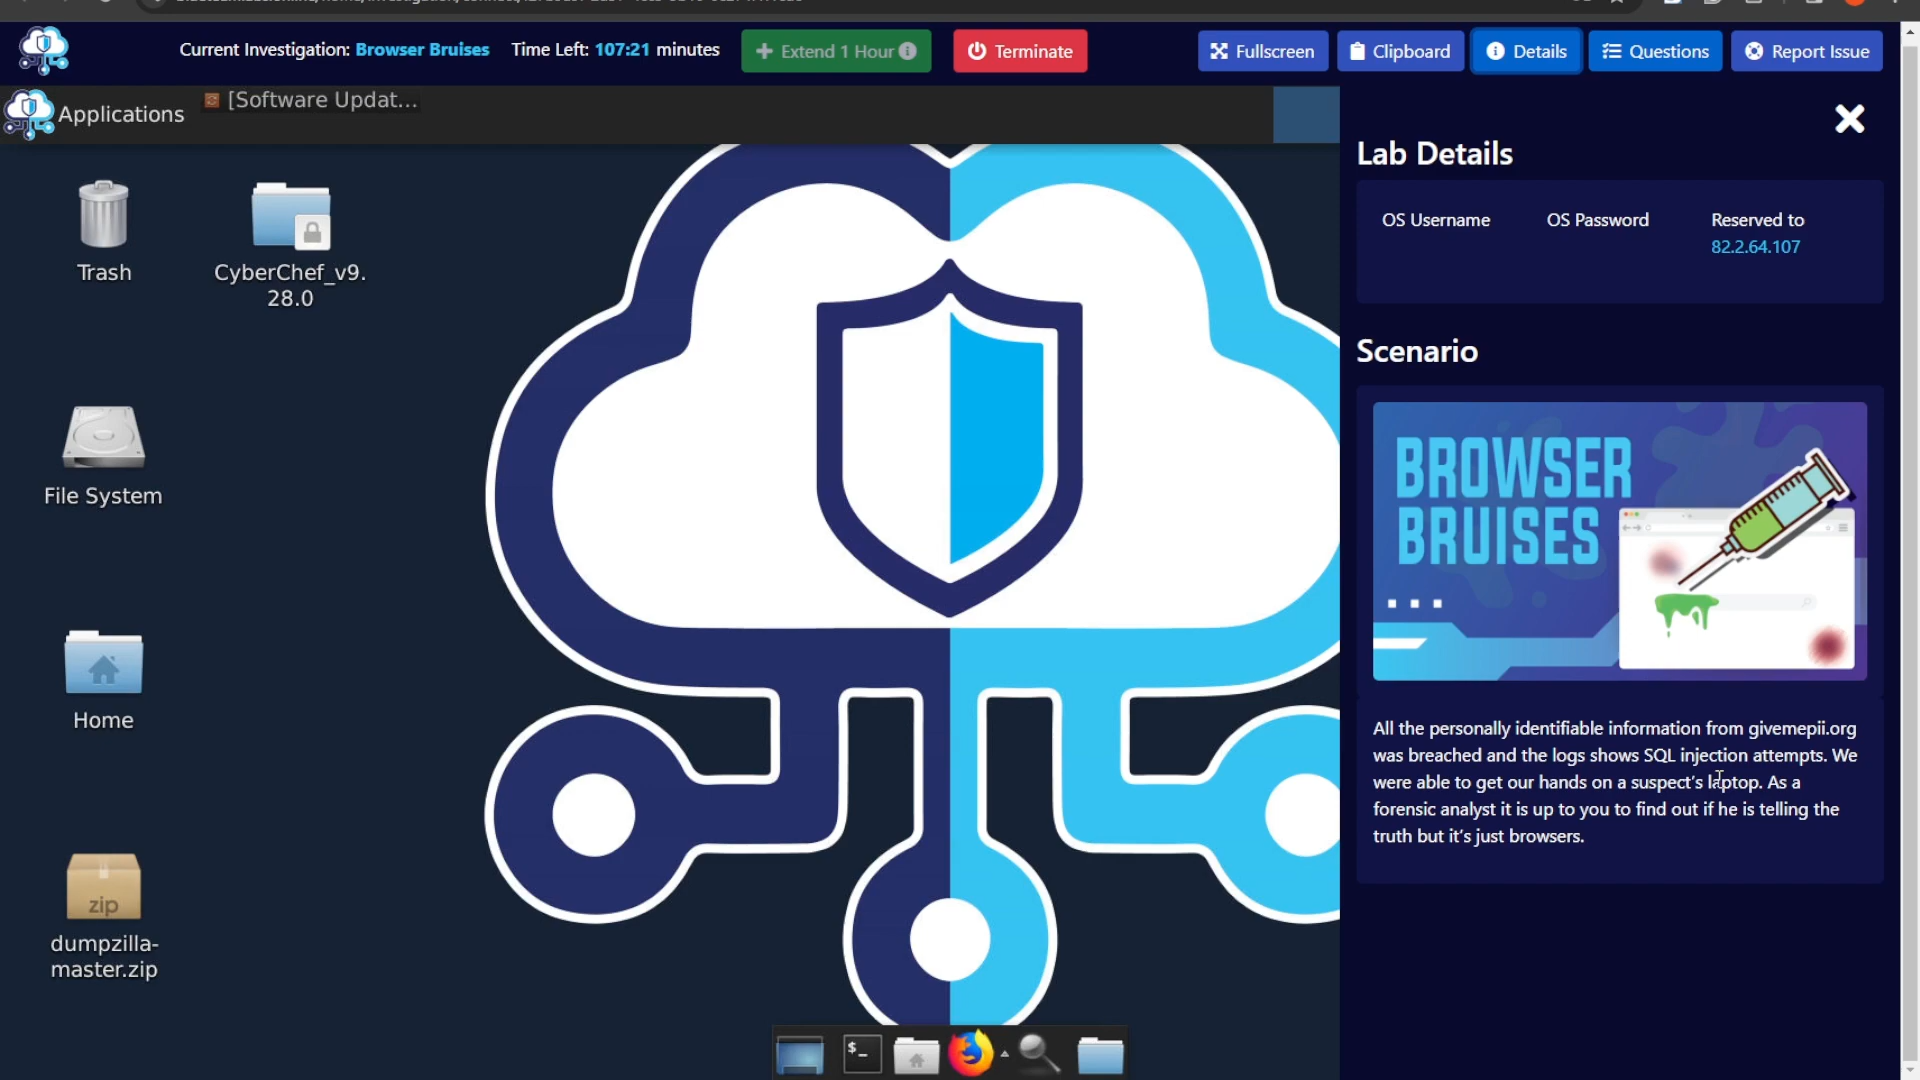 Current Investigation: Browser Bruises Time Left: 107:21 minutes Extend 1 Hour Terminate Fullscreen Clipboard Details Questions Report Issue
Applications [Software Updat...
Trash
CyberChef_v9.
28.0
File System
Home
zip
dumpzilla-
master.zip
$_
Lab Details
OS Username OS Password Reserved to
82.2.64.107
Scenario
BROWSER
BRUISES
All the personally identifiable information from givemepii.org
was breached and the logs shows SQL injection attempts. We
were able to get our hands on a suspect's laptop. As a
forensic analyst it is up to you to find out if he is telling the
truth but it's just browsers.